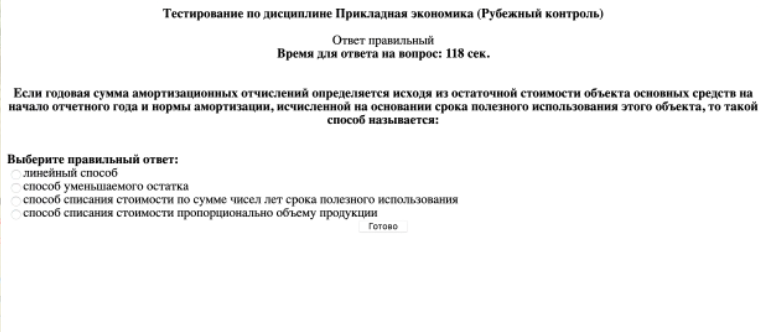 Тестирование по дисциплине Прикладная экономика (Рубежный контроль)
Ответ правильный
Время для ответа на вопрос: 118 сек.
Если годовая сумма амортизационных отчислений определяется исходя из остаточной стоимости объекта основных средств на
начало отчетного года и нормы амортизации, исчисленной на основании срока полезного использования этого объекта, то такой
способ называется:
Выберите правильный ответ:
линейный способ
способ уменьшаемого остатка
способ списания стоимости по сумме чисел лет срока полезного использования
способ списания стоимости пропорционально объему продукции
Готово